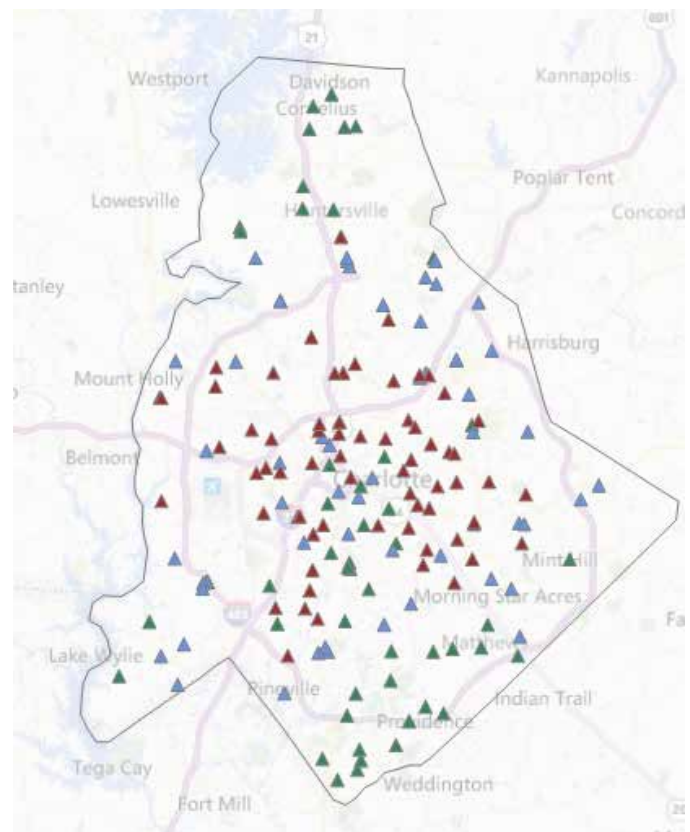 601
21
Westport
Davidson
Kannapolis
Cornelius
Poplar Tent
Lowesville
Huntersville
Concord
tanley
Harrisburg
Mount Holly
Belmont
Charlotte
Mint Hill
Morning Star Acres
Fa
Matthews
Lake Wylie
Pineville
Indian Trail
Providence
Tega Cay
Weddington
Fort Mill